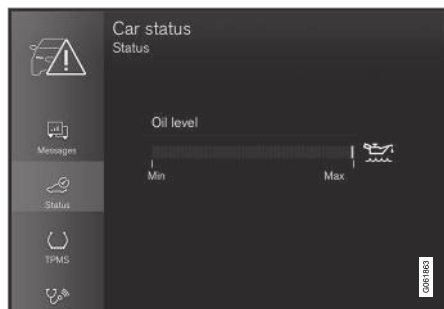 Car status
Status
Oil level
Min Max
Messages
Status
TPMS
G061863